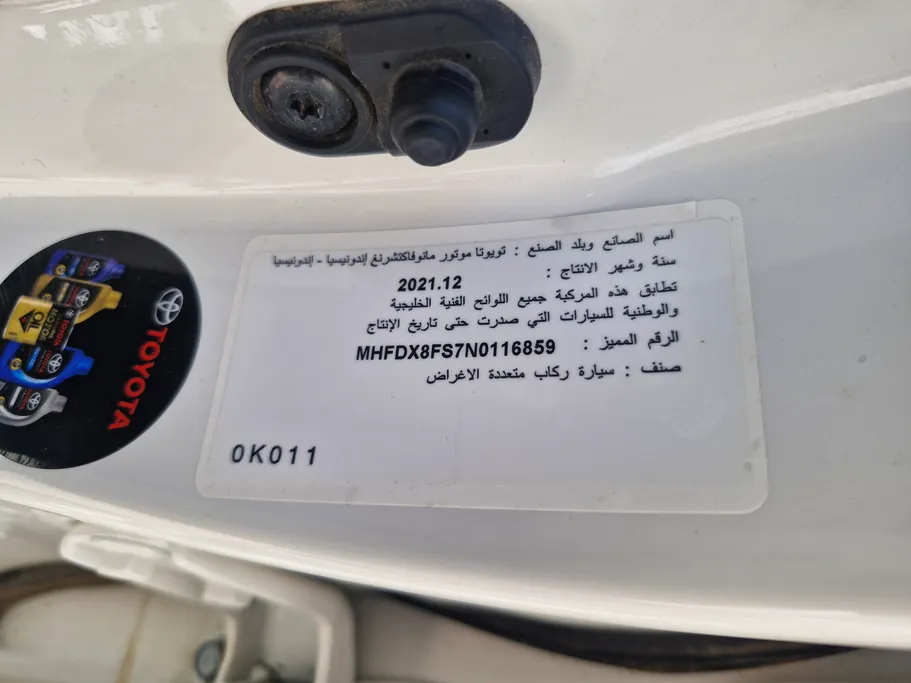 اسم الصانع وبلد الصنع : تويوتا موتور مانوفاكتشرنغ إندونيسيا - إندونيسيا
سنة وشهر الانتاج : 2021.12
تطابق هذه المركبة جميع اللوائح الفنية الخليجية
والوطنية للسيارات التي صدرت حتى تاريخ الإنتاج
الرقم المميز : MHFDX8FS7N0116859
صنف : سيارة ركاب متعددة الاغراض
0K011
TOYOTA
OIL